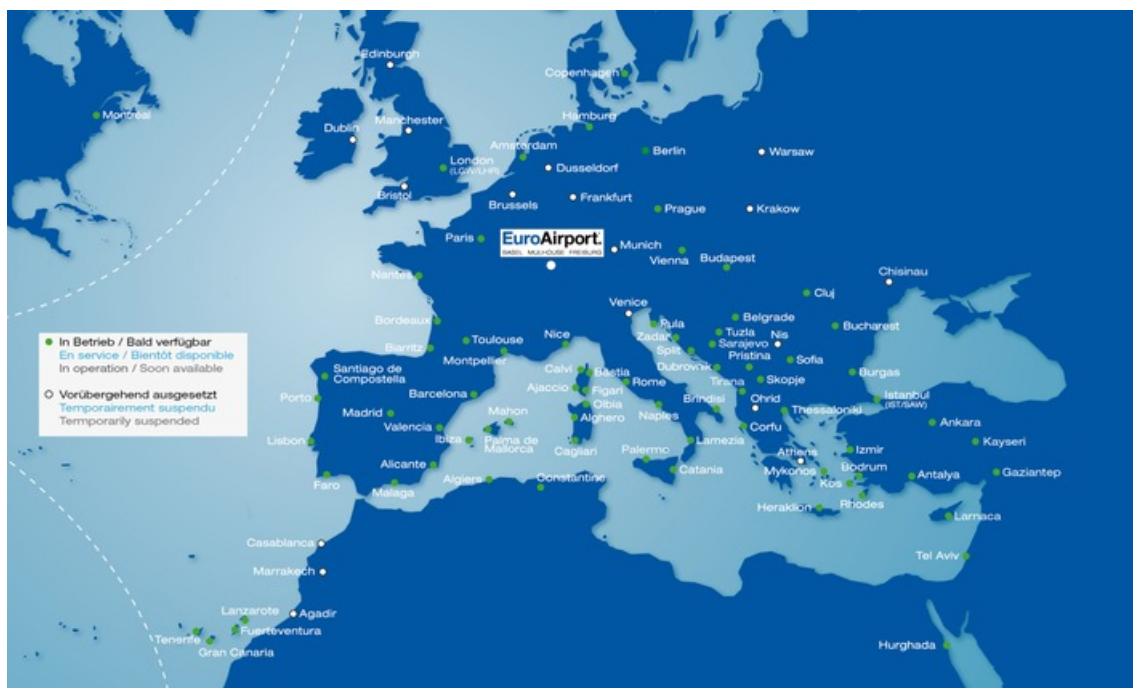 Edinburgh
Copenhagen
Montréal
Hamburg
Manchester
Dublin
Amsterdam
Berlin
Warsaw
London
(LGW/LHR)
Dusseldorf
Bristol
Brussels
Frankfurt
Prague
Krakow
Paris
EuroAirport.
BASEL MULHOUSE FREIBURG
Munich
Vienna
Budapest
Nantes
Chisinau
Cluj
Venice
Bordeaux
Pula
Belgrade
Bucharest
Zadar
Tuzla
Nis
In Betrieb / Bald verfügbar
En service / Bientôt disponible
In operation / Soon available
Toulouse
Nice
Biarritz
Montpellier
Split
Sarajevo
Pristina
Sofia
Dubrovnik
Santiago de
Compostella
Calvi
Bastia
Rome
Tirana
Skopje
Burgas
Vorübergehend ausgesetzt
Temporairement suspendu
Termporarily suspended
Porto
Barcelona
Ajaccio
Figari
Olbia
Naples
Brindisi
Ohrid
Istanbul
(IST/SAW)
Madrid
Mahon
Alghero
Thessaloniki
Ankara
Valencia
Corfu
Lisbon
Ibiza
Palma de
Mallorca
Cagliari
Palermo
Lamezia
Athens
Izmir
Kayseri
Alicante
Catania
Mykonos
Bodrum
Antalya
Gaziantep
Faro
Malaga
Algiers
Constantine
Kos
Rhodes
Heraklion
Larnaca
Casablanca
Tel Aviv
Marrakech
Lanzarote
Agadir
Fuerteventura
Tenerife
Gran Canaria
Hurghada